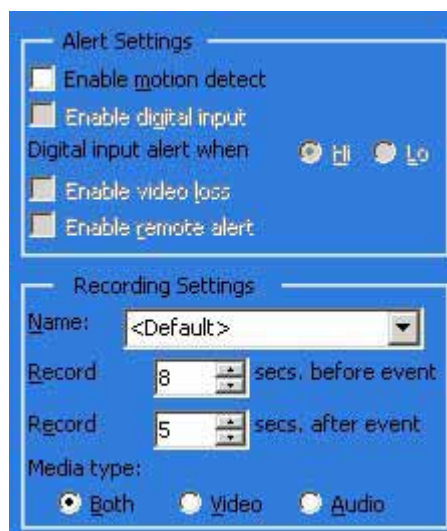 Alert Settings
Enable motion detect
Enable digital input
Digital input alert when Hi Lo
Enable video loss
Enable remote alert
Recording Settings
Name: <Default>
Record 8 secs. before event
Record 5 secs. after event
Media type:
Both Video Audio